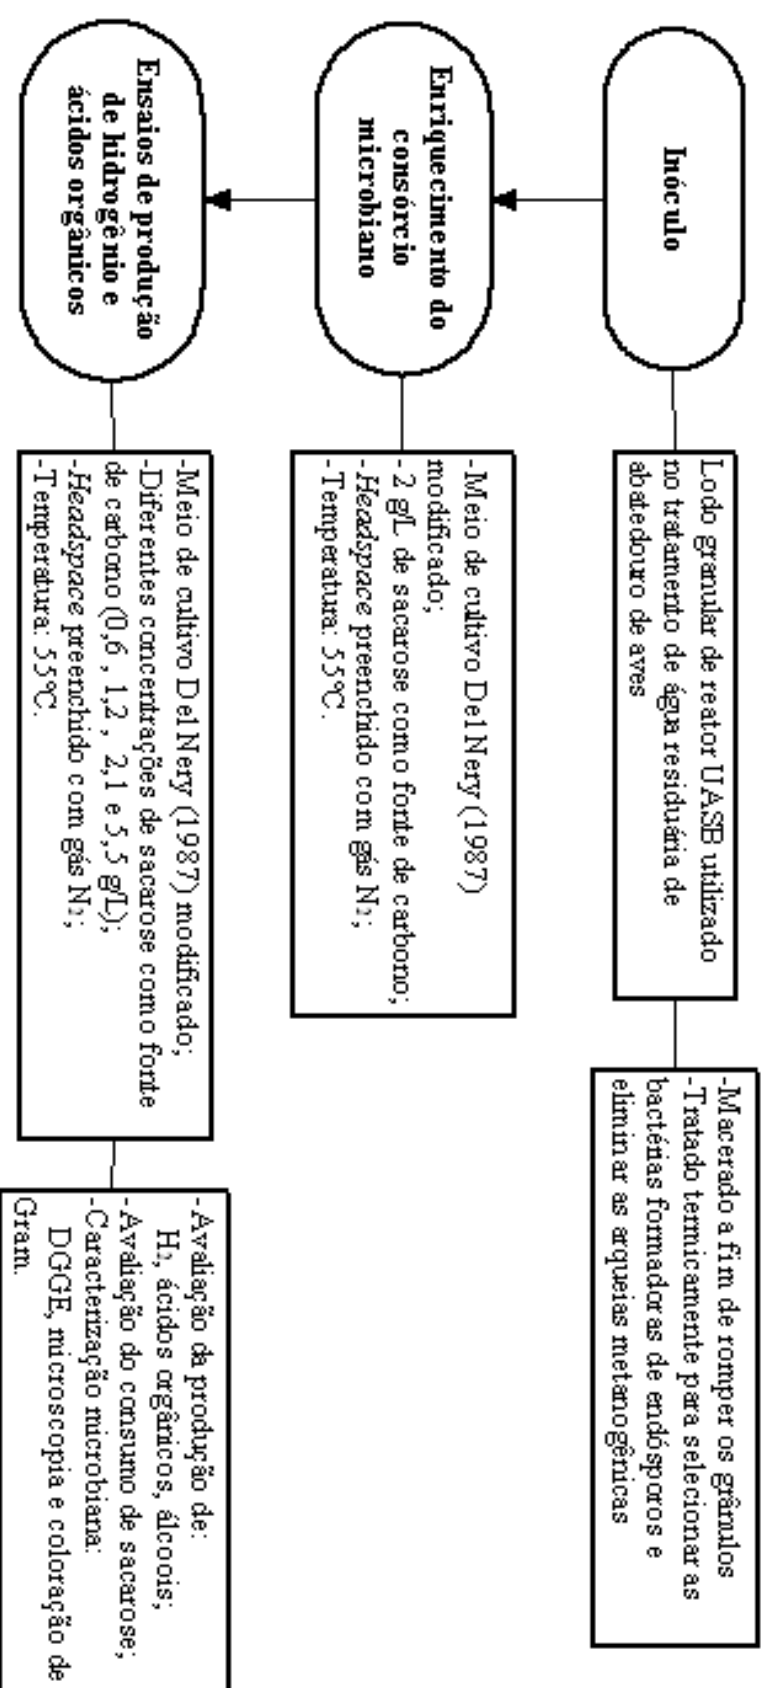 Inóculo
Lodo granular de reator UASB utilizado
no tratamento de água residuária de
abatedouro de aves
-Macerado a fim de romper os grânulos
-Tratado termicamente para selecionar as
bactérias formadoras de endósporos e
eliminar as arqueias metanogênicas
Enriquecimento do
consórcio
microbiano
-Meio de cultivo Del Nery (1987)
modificado;
- 2 g/L de sacarose como fonte de carbono;
-Headspace preenchido com gás N2;
-Temperatura: 55ºC.
Ensaios de produção
de hidrogênio e
ácidos orgânicos
-Meio de cultivo Del Nery (1987) modificado;
-Diferentes concentrações de sacarose como fonte
de carbono (0,6 , 1,2 , 2,1 e 5,5 g/L);
-Headspace preenchido com gás N2;
-Temperatura: 55ºC.
-Avaliação da produção de:
H2, ácidos orgânicos, álcoois;
-Avaliação do consumo de sacarose;
-Caracterização microbiana:
DGGE, microscopia e coloração de
Gram.